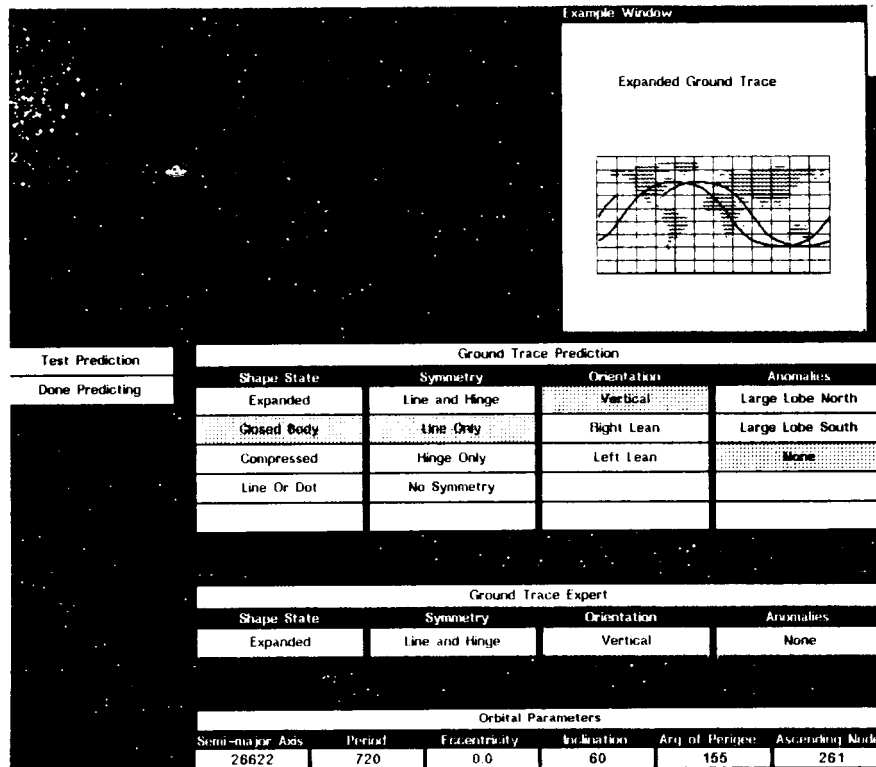 Example Window
Expanded Ground Trace
2
Test Prediction
Done Predicting
Ground Trace Prediction
Shape State Symmetry Orientation Anomalies
Expanded Line and Hinge Vertical Large Lobe North
Closed Body Line Only Right Lean Large Lobe South
Compressed Hinge Only Left Lean None
Line Or Dot No Symmetry
Ground Trace Expert
Shape State Symmetry Orientation Anomalies
Expanded Line and Hinge Vertical None
Orbital Parameters
Semi-major Axis Period Eccentricity Inclination Arg of Perigee Ascending Node
26622 720 0.0 60 155 261